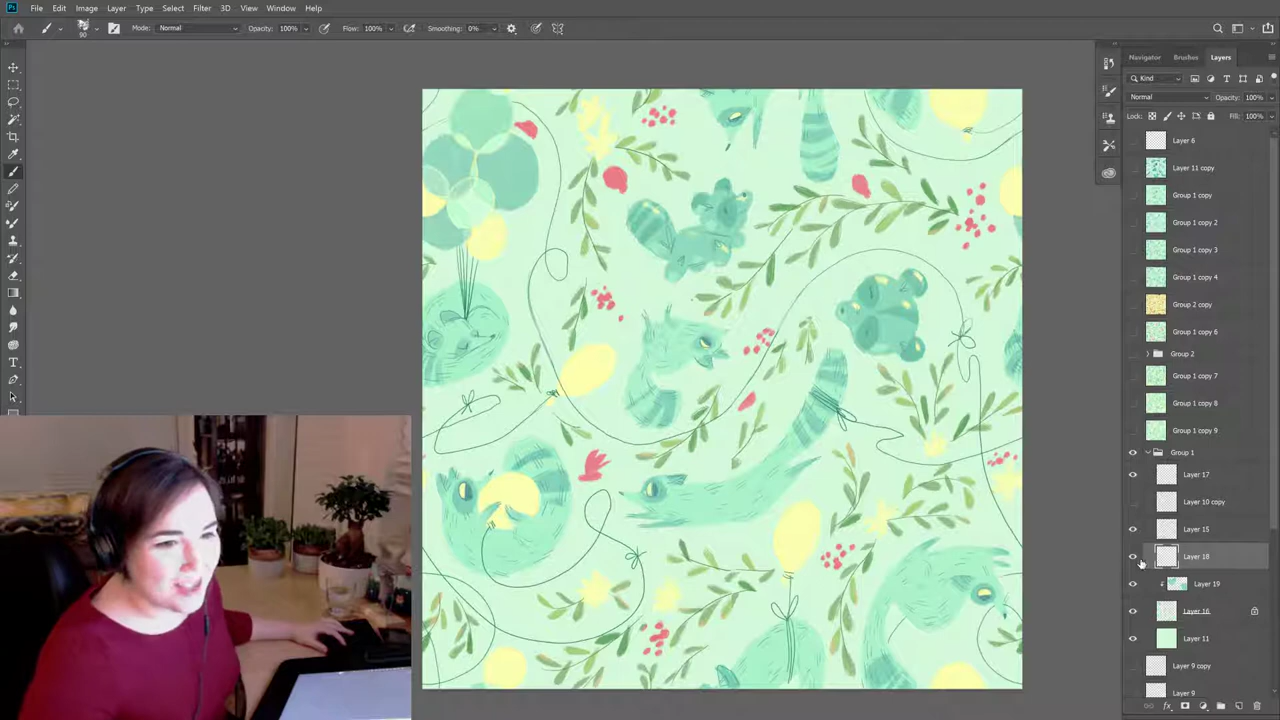 Ps File Edit Image Layer Type Select Filter 3D View Window Help
90 Mode: Normal Opacity: 100% Flow: 100% Smoothing: 0%
Navigator Brushes Layers
Kind
Normal Opacity: 100%
Lock: Fill: 100%
Layer 6
Layer 11 copy
Group 1 copy
Group 1 copy 2
Group 1 copy 3
Group 1 copy 4
Group 2 copy
Group 1 copy 6
Group 2
Group 1 copy 7
Group 1 copy 8
Group 1 copy 9
Group 1
Layer 17
Layer 10 copy
Layer 15
Layer 18
Layer 19
Layer 16
Layer 11
Layer 9 copy
Layer 9
fx